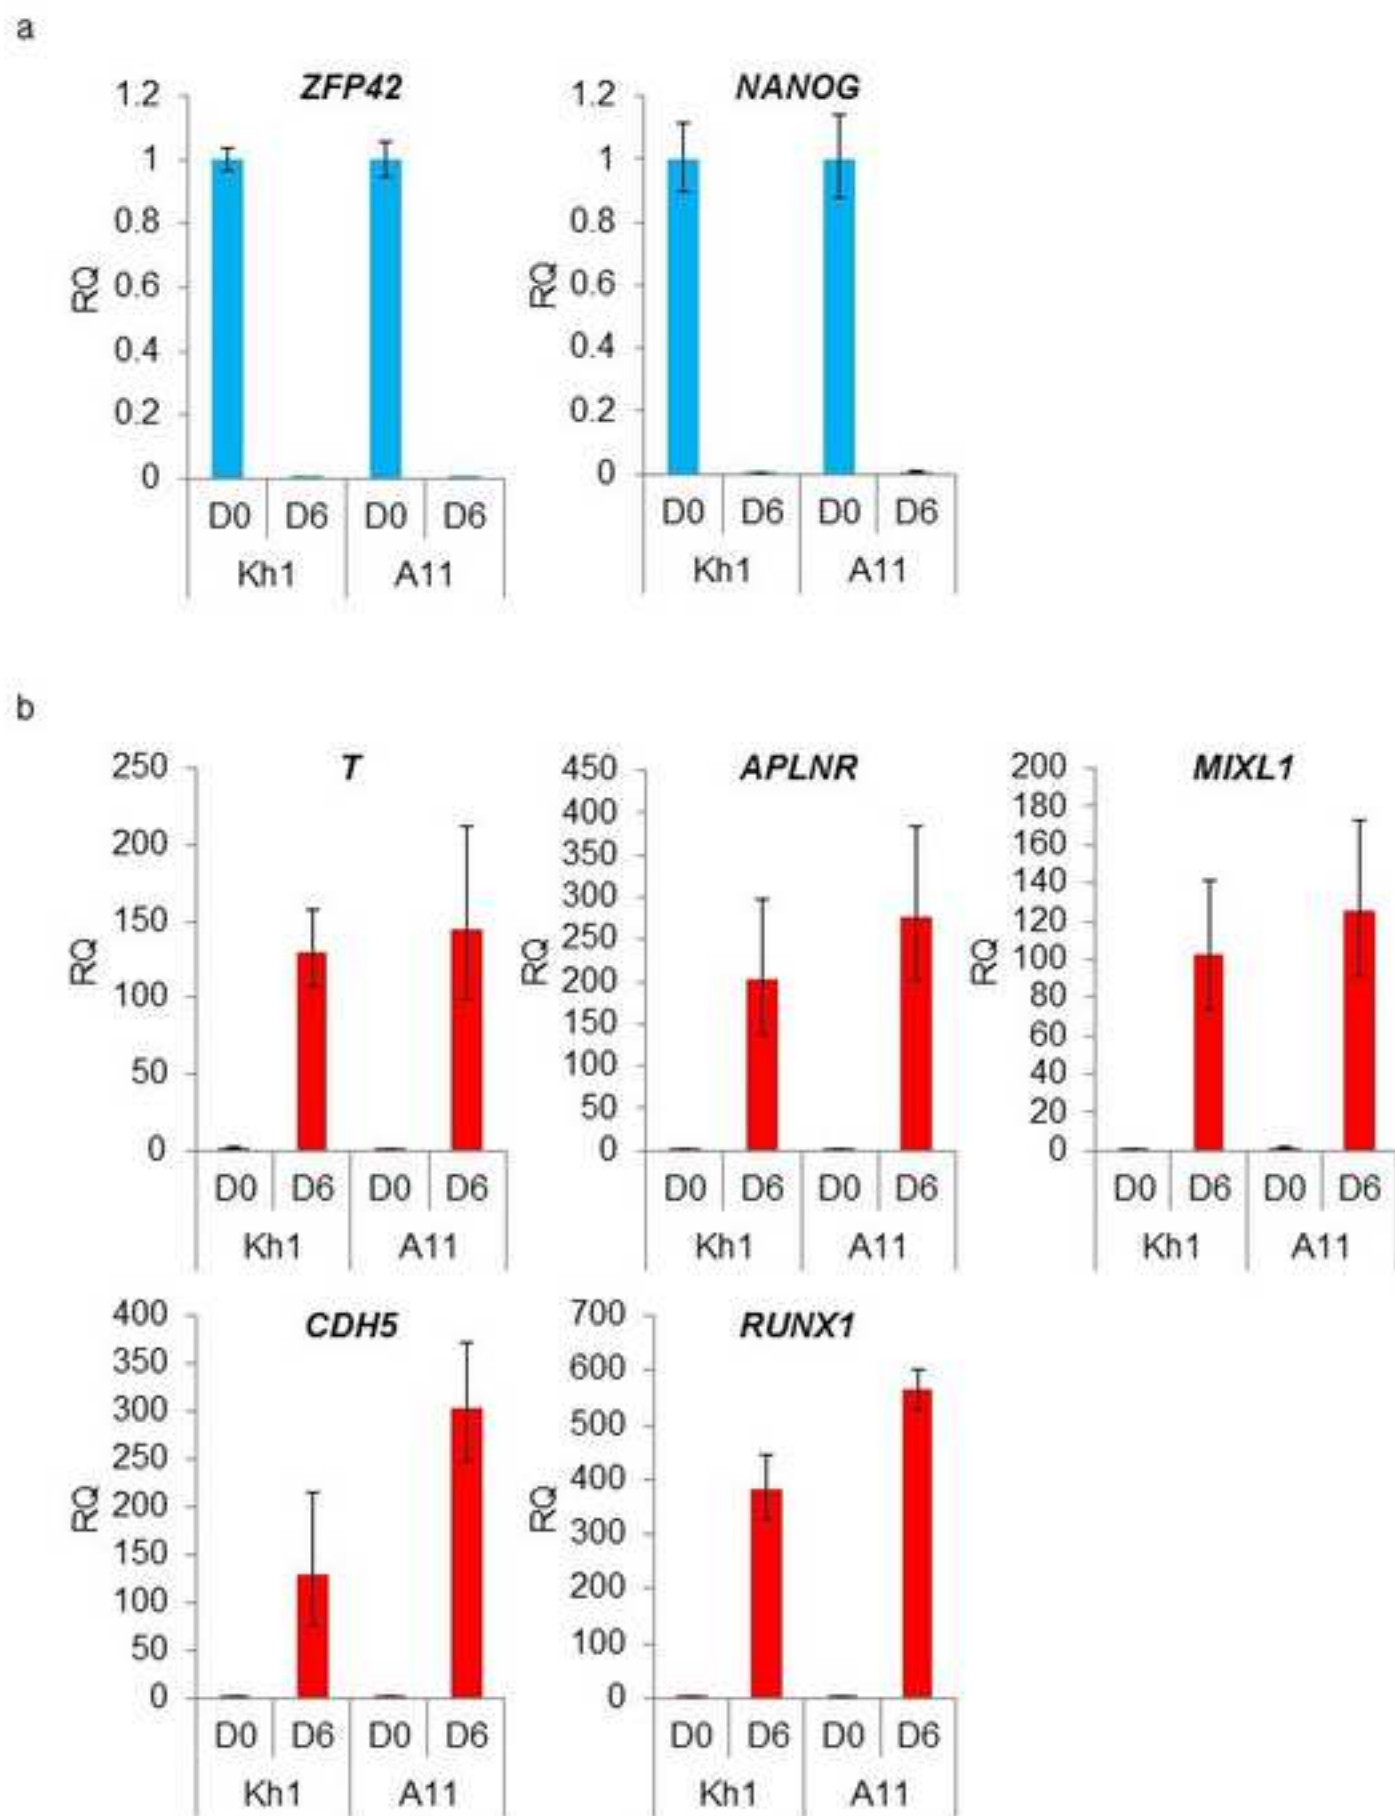 a
ZFP42
NANOG
1.2
1
0.8
0.6
0.4
0.2
0
RQ
D0 D6 D0 D6
Kh1 A11
1.2
1
0.8
0.6
0.4
0.2
0
RQ
D0 D6 D0 D6
Kh1 A11
b
T
250
200
150
100
50
0
RQ
D0 D6 D0 D6
Kh1 A11
APLNR
450
400
350
300
250
200
150
100
50
0
RQ
D0 D6 D0 D6
Kh1 A11
MIXL1
200
180
160
140
120
100
80
60
40
20
0
RQ
D0 D6 D0 D6
Kh1 A11
CDH5
400
350
300
250
200
150
100
50
0
RQ
D0 D6 D0 D6
Kh1 A11
RUNX1
700
600
500
400
300
200
100
0
RQ
D0 D6 D0 D6
Kh1 A11